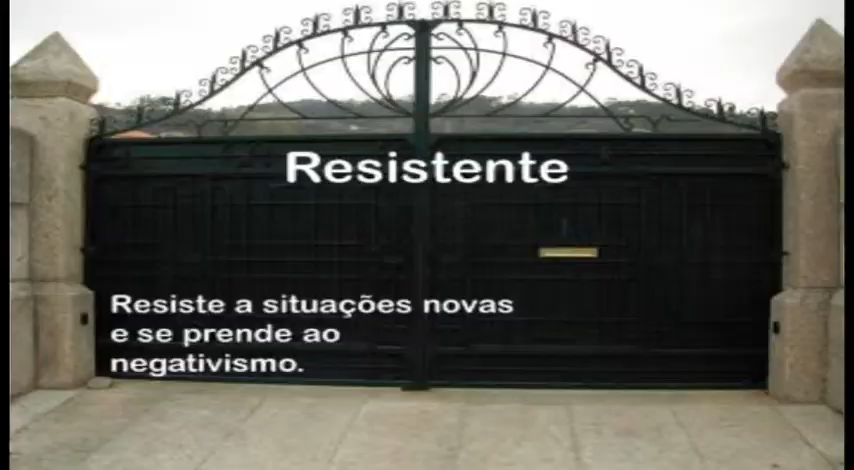 Resistente
Resiste a situações novas
e se prende ao
negativismo.